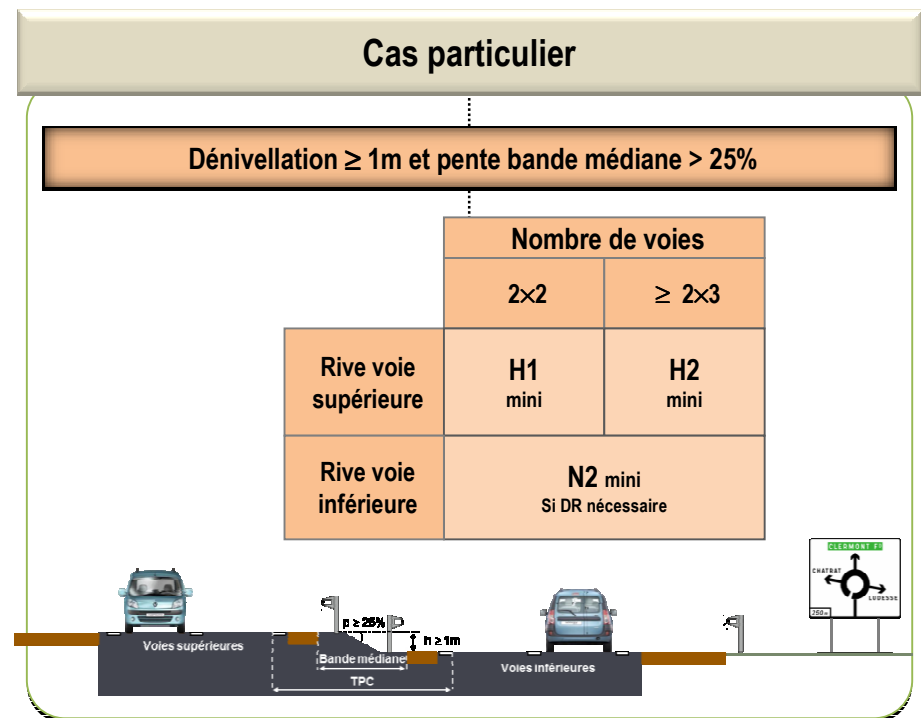 Cas particulier
Dénivellation ≥ 1m et pente bande médiane > 25%
Nombre de voies
2×2
≥ 2×3
Rive voie
supérieure
H1
mini
H2
mini
Rive voie
inférieure
N2 mini
Si DR nécessaire
CLERMONT Fd
CHATRAT
LUDESSE
250m
p ≥ 25%
h ≥ 1m
Voies supérieures
Bande médiane
Voies inférieures
TPC